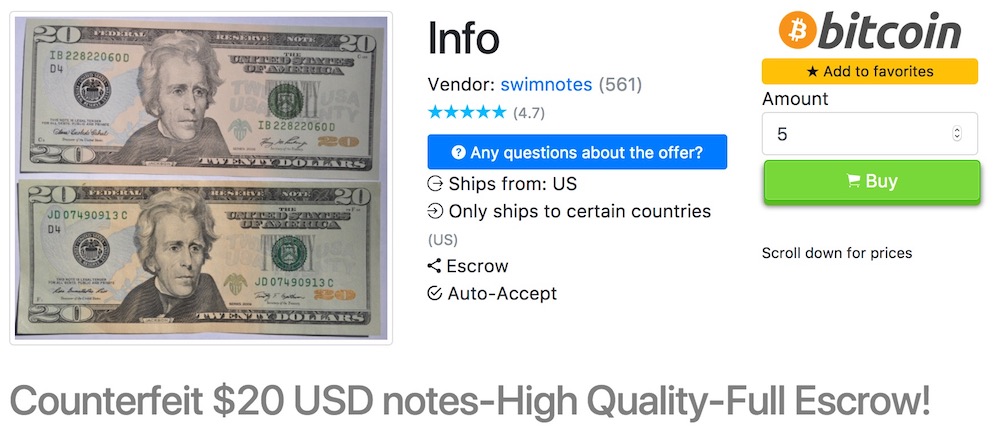 20 FEDERAL RESERVE NOTE 20
IB 22822060 D
THE
UNITED STATES
OF AMERICA
D4
IB 22822060 D
20
20 TWENTY DOLLARS
20 FEDERAL RESERVE NOTE 20
JD 07490913 C
THE
UNITED STATES
OF AMERICA
D4
JD 07490913 C
20
20 TWENTY DOLLARS
Info
Vendor: swimnotes (561)
(4.7)
Any questions about the offer?
Ships from: US
Only ships to certain countries
(US)
Escrow
Auto-Accept
bitcoin
Add to favorites
Amount
5
Buy
Scroll down for prices
Counterfeit $20 USD notes-High Quality-Full Escrow!